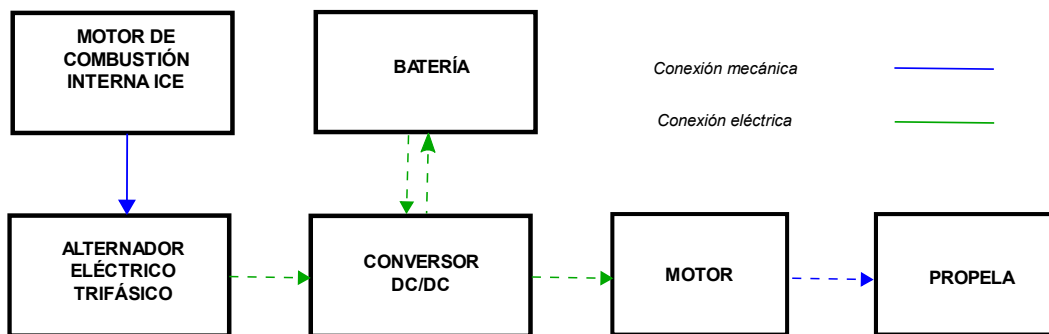 MOTOR DE
COMBUSTIÓN
INTERNA ICE
BATERÍA
Conexión mecánica
Conexión eléctrica
ALTERNADOR
ELÉCTRICO
TRIFÁSICO
CONVERSOR
DC/DC
MOTOR
PROPELA